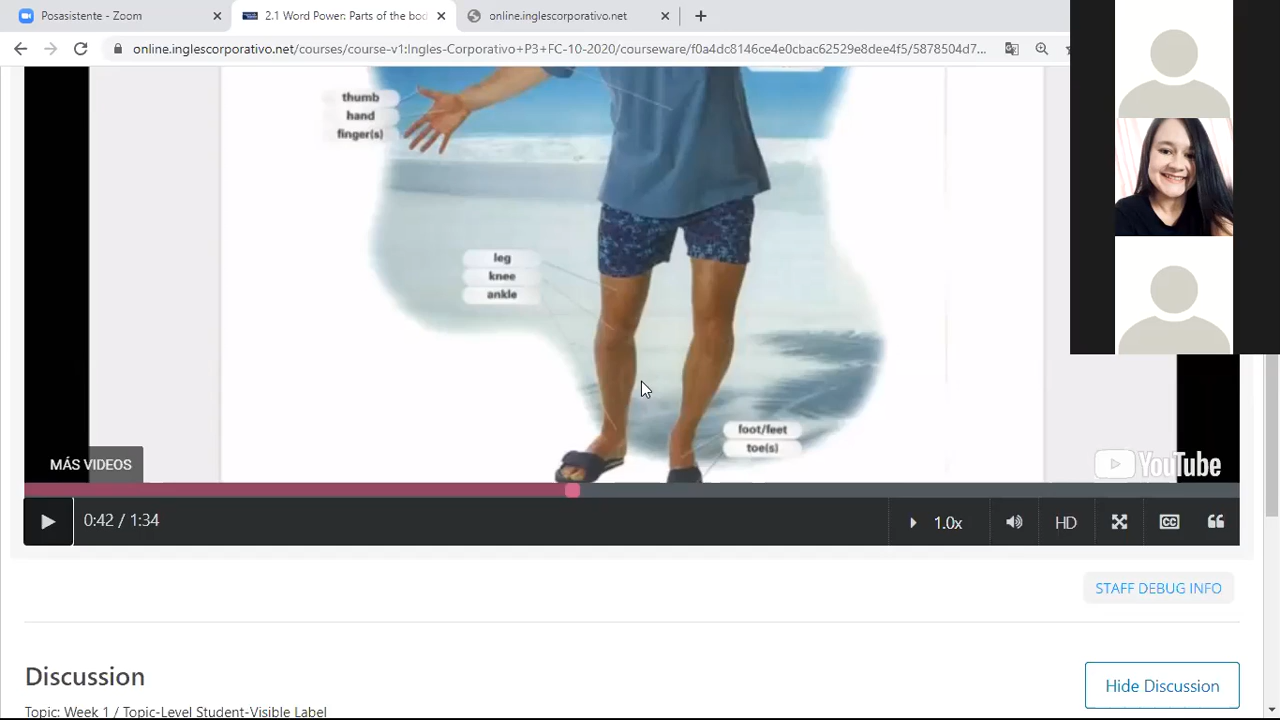 Posasistente - Zoom
2.1 Word Power: Parts of the bod
online.inglescorporativo.net
online.inglescorporativo.net/courses/course-v1:Ingles-Corporativo+P3+FC-10-2020/courseware/f0a4dc8146ce4e0cbac62529e8dee4f5/5878504d7...
thumb
hand
finger(s)
leg
knee
ankle
foot/feet
toe(s)
MÁS VIDEOS
YouTube
0:42 / 1:34
1.0x
HD
CC
STAFF DEBUG INFO
Discussion
Hide Discussion
Topic: Week 1 / Topic-Level Student-Visible Label